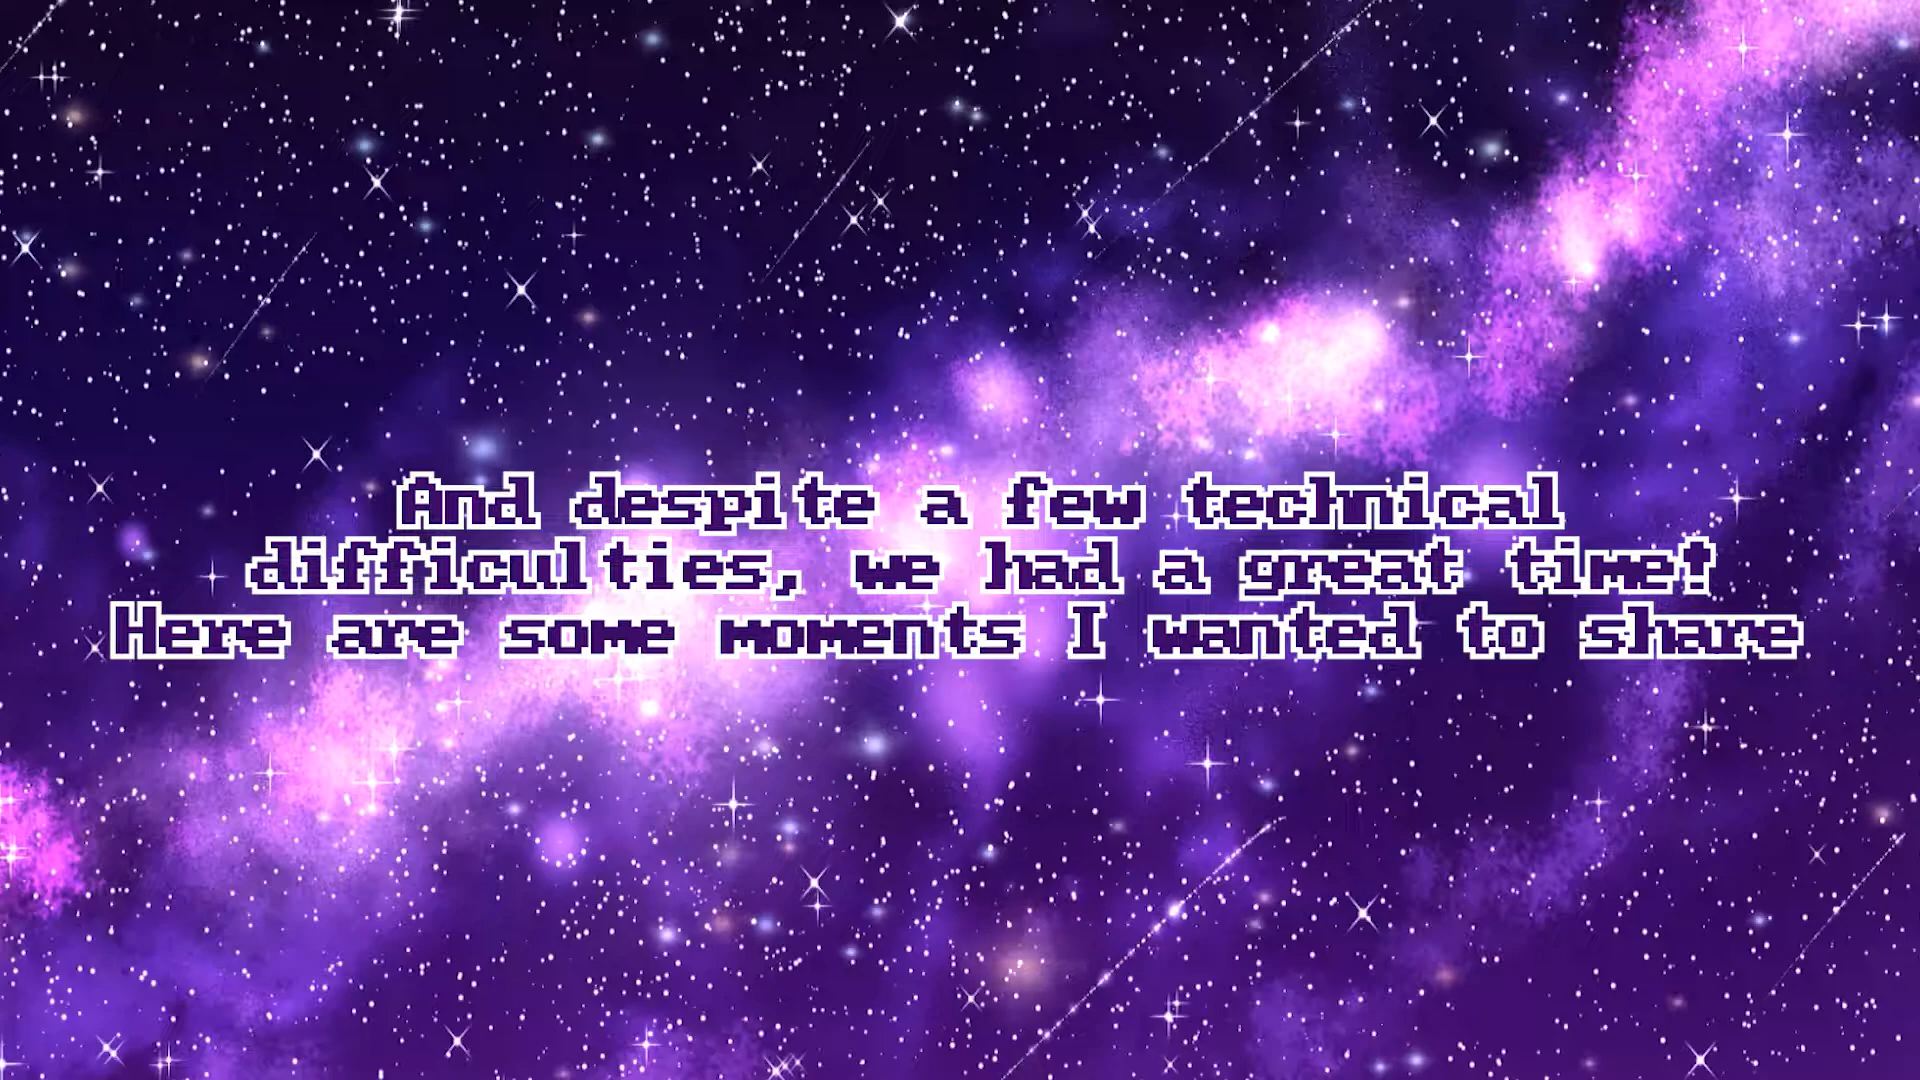 And despite a few technical
difficulties, we had a great time!
Here are some moments I wanted to share